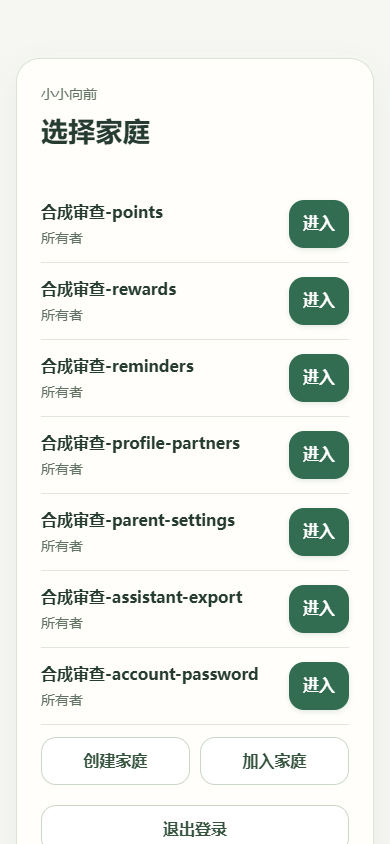 小小向前
选择家庭
合成审查-points
所有者
进入
合成审查-rewards
所有者
进入
合成审查-reminders
所有者
进入
合成审查-profile-partners
所有者
进入
合成审查-parent-settings
所有者
进入
合成审查-assistant-export
所有者
进入
合成审查-account-password
所有者
进入
创建家庭
加入家庭
退出登录